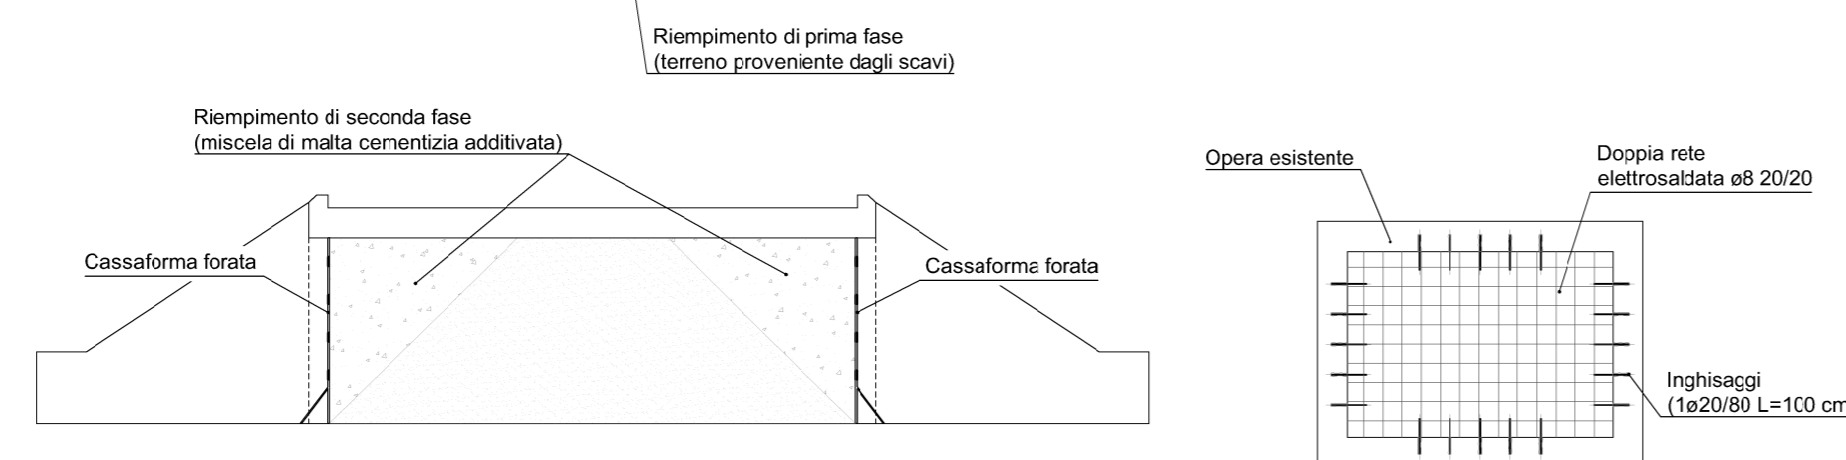 Riempimento di prima fase
(terreno proveniente dagli scavi)
Riempimento di seconda fase
(miscela di malta cementizia additivata)
Cassaforma forata
Cassaforma forata
Opera esistente
Doppia rete
elettrosaldata ø8 20/20
Inghisaggi
(1ø20/80 L=100 cm